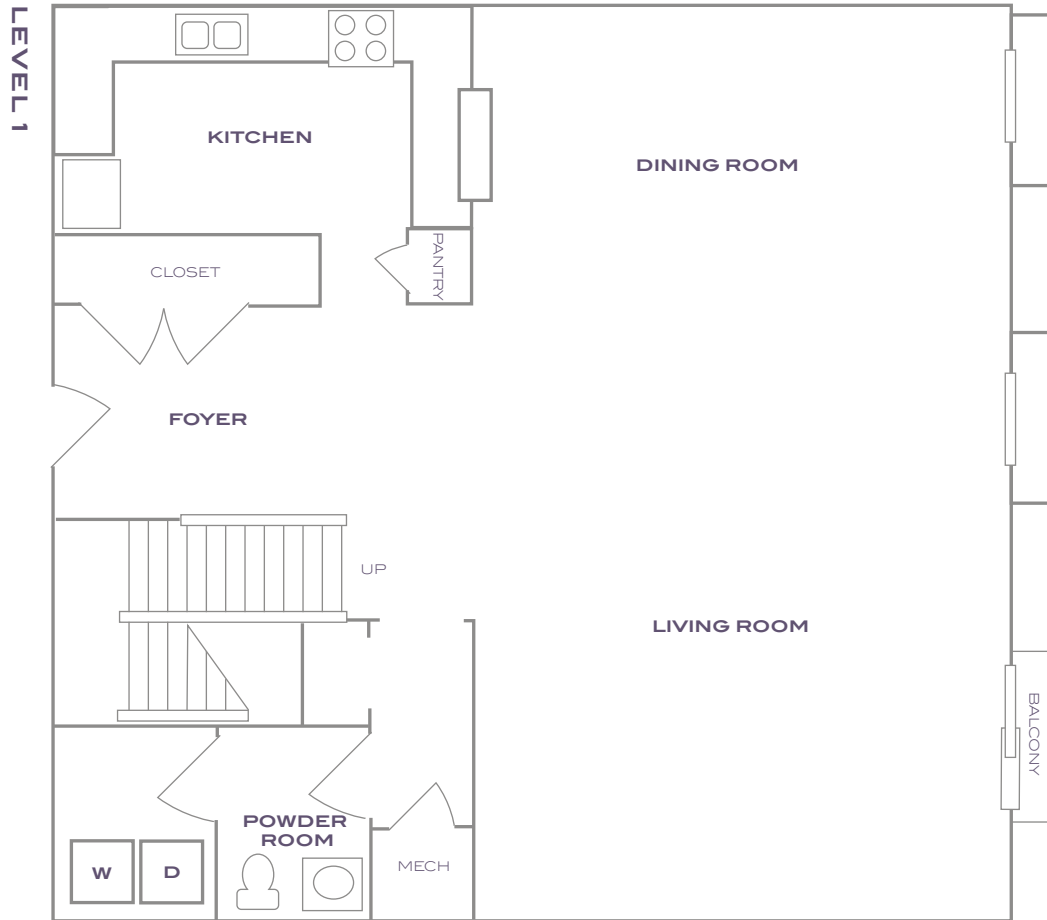 LEVEL 1
KITCHEN
DINING ROOM
PANTRY
CLOSET
FOYER
UP
LIVING ROOM
BALCONY
POWDER
ROOM
MECH
W
D